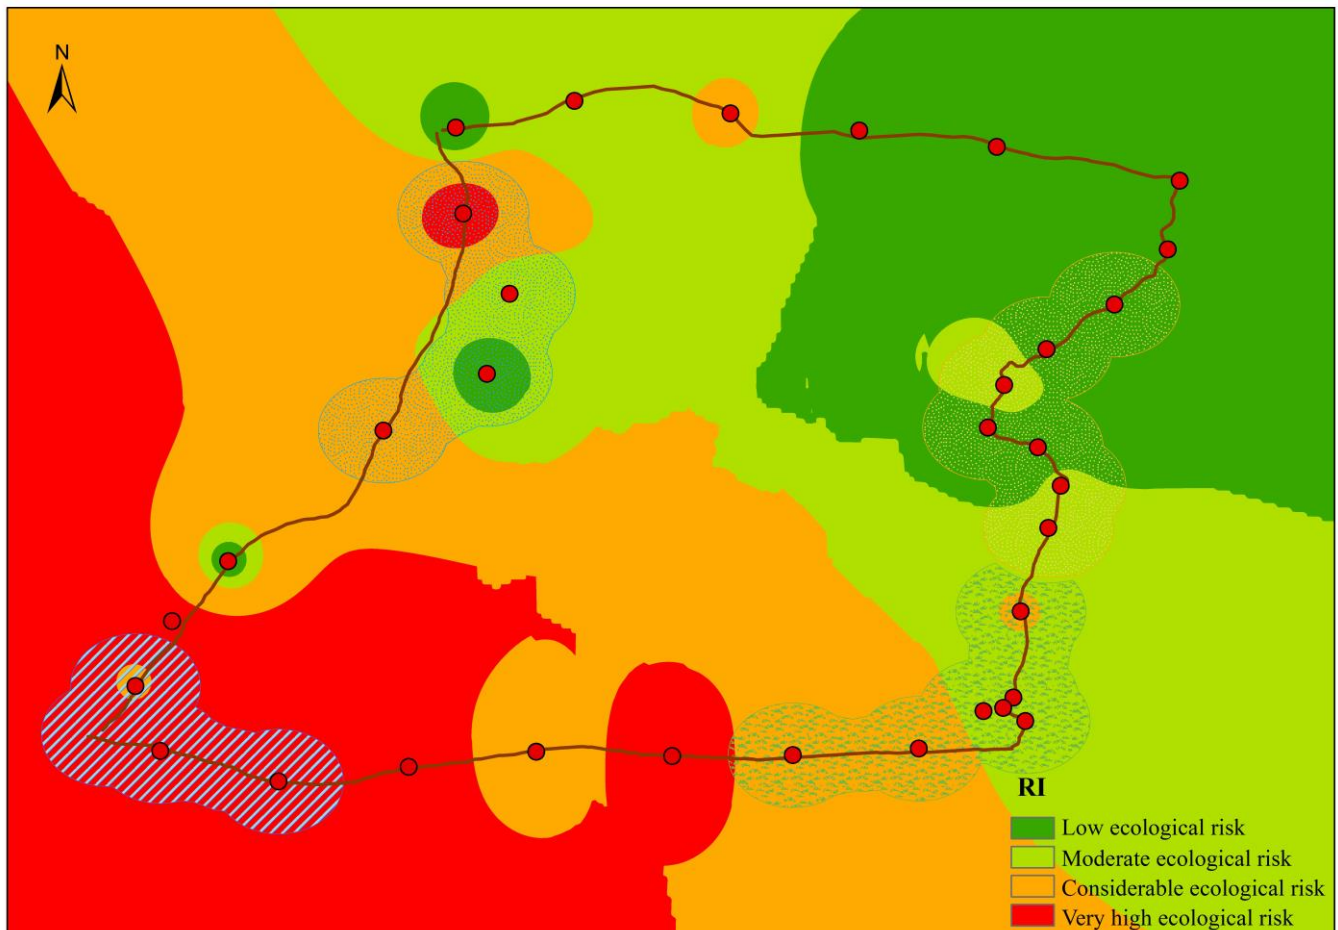 N
RI
Low ecological risk
Moderate ecological risk
Considerable ecological risk
Very high ecological risk